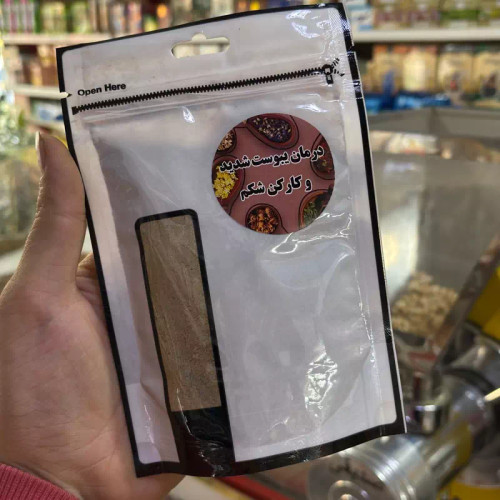 Open Here
درمان یبوست شدید
و کارکن شکم